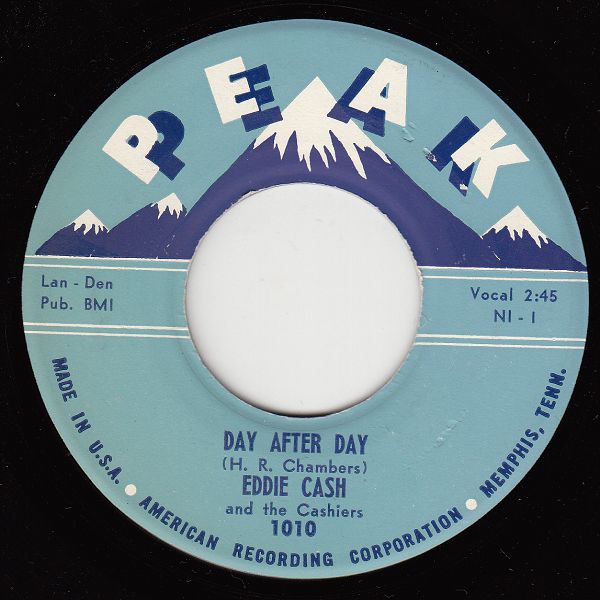 PEAK
Lan - Den
Pub. BMI
Vocal 2:45
NI - I
DAY AFTER DAY
(H. R. Chambers)
EDDIE CASH
and the Cashiers
1010
MADE IN U.S.A. • AMERICAN RECORDING CORPORATION • MEMPHIS, TENN.